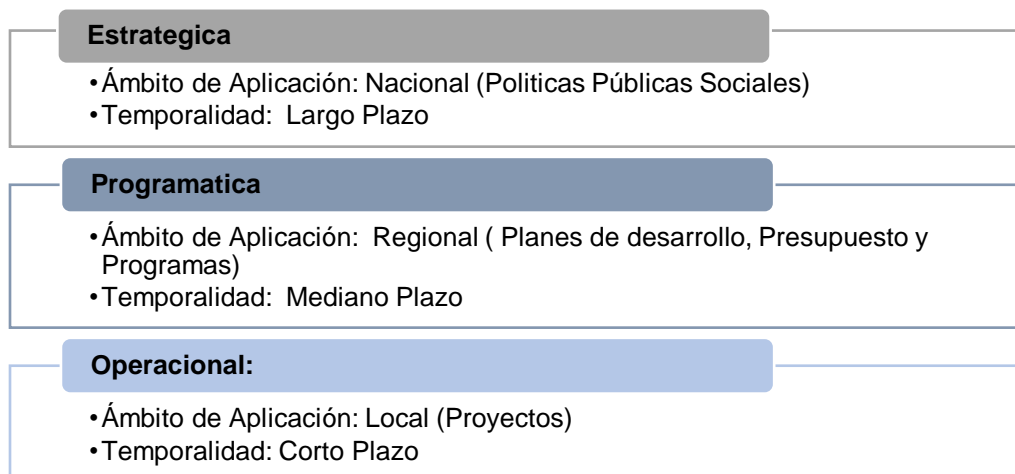 Estrategica
•Ámbito de Aplicación: Nacional (Politicas Públicas Sociales)
•Temporalidad: Largo Plazo
Programatica
•Ámbito de Aplicación: Regional ( Planes de desarrollo, Presupuesto y
Programas)
•Temporalidad: Mediano Plazo
Operacional:
•Ámbito de Aplicación: Local (Proyectos)
•Temporalidad: Corto Plazo